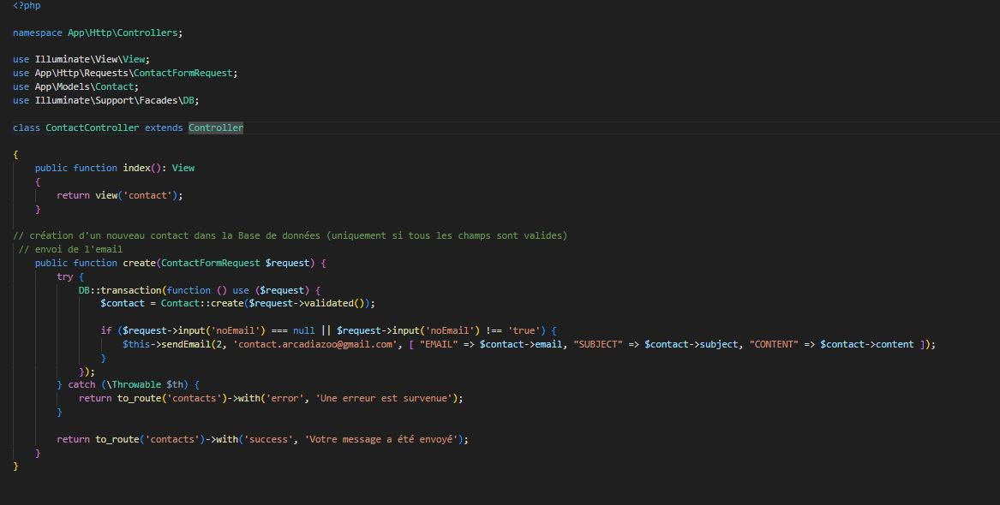 <?php
namespace App\Http\Controllers;
use Illuminate\View\View;
use App\Http\Requests\ContactFormRequest;
use App\Models\Contact;
use Illuminate\Support\Facades\DB;
class ContactController extends Controller
{
public function index(): View
{
return view('contact');
}
// création d'un nouveau contact dans la Base de données (uniquement si tous les champs sont valides)
// envoi de l'email
public function create(ContactFormRequest $request) {
try {
DB::transaction(function () use ($request) {
$contact = Contact::create($request->validated());
if ($request->input('noEmail') === null || $request->input('noEmail') !== 'true') {
$this->sendEmail(2, 'contact.arcadiazoo@gmail.com', [ "EMAIL" => $contact->email, "SUBJECT" => $contact->subject, "CONTENT" => $contact->content ]);
}
});
} catch (\Throwable $th) {
return to_route('contacts')->with('error', 'Une erreur est survenue');
}
return to_route('contacts')->with('success', 'Votre message a été envoyé');
}
}